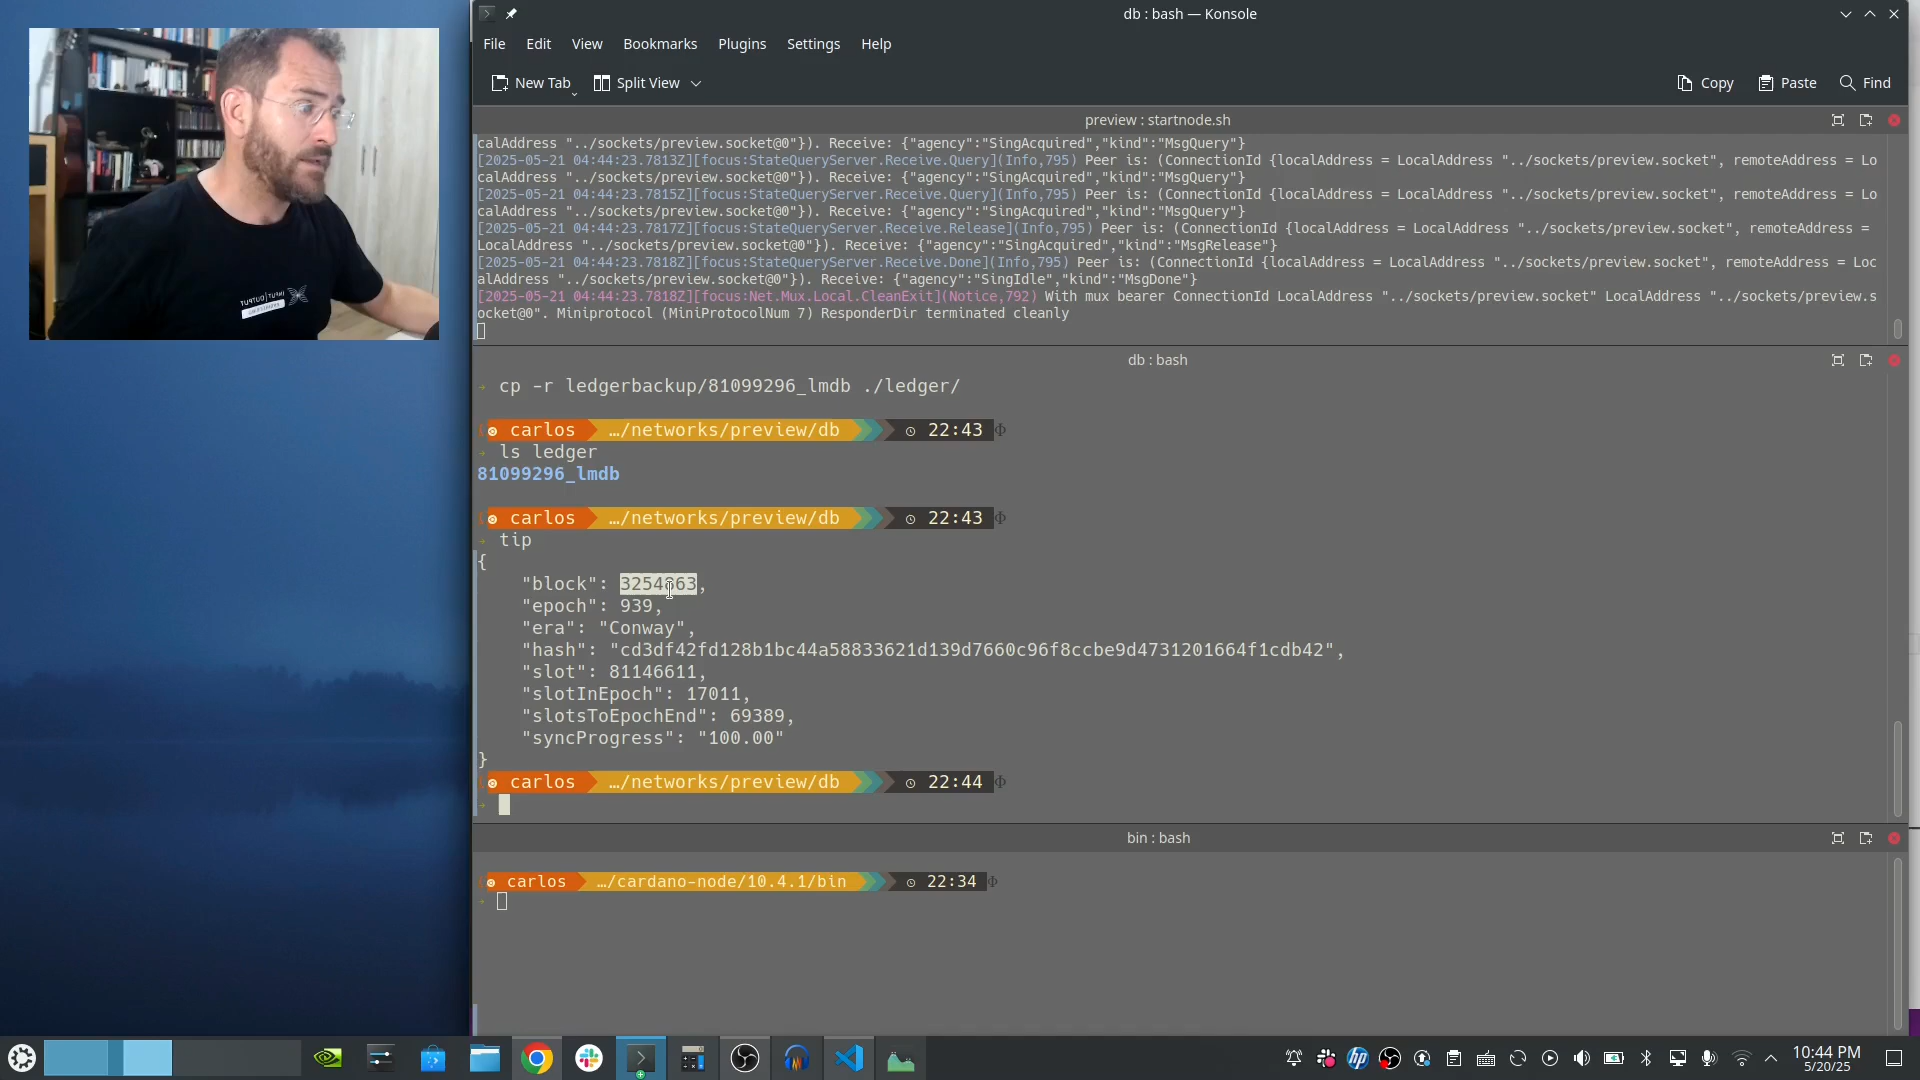 db : bash — Konsole
File Edit View Bookmarks Plugins Settings Help
New Tab Split View Copy Paste Find
preview : startnode.sh
calAddress "../sockets/preview.socket@0"}). Receive: {"agency":"SingAcquired","kind":"MsgQuery"}
[2025-05-21 04:44:23.7813Z][focus:StateQueryServer.Receive.Query](Info,795) Peer is: (ConnectionId {localAddress = LocalAddress "../sockets/preview.socket", remoteAddress = Lo
calAddress "../sockets/preview.socket@0"}). Receive: {"agency":"SingAcquired","kind":"MsgQuery"}
[2025-05-21 04:44:23.7815Z][focus:StateQueryServer.Receive.Query](Info,795) Peer is: (ConnectionId {localAddress = LocalAddress "../sockets/preview.socket", remoteAddress = Lo
calAddress "../sockets/preview.socket@0"}). Receive: {"agency":"SingAcquired","kind":"MsgQuery"}
[2025-05-21 04:44:23.7817Z][focus:StateQueryServer.Receive.Release](Info,795) Peer is: (ConnectionId {localAddress = LocalAddress "../sockets/preview.socket", remoteAddress =
LocalAddress "../sockets/preview.socket@0"}). Receive: {"agency":"SingAcquired","kind":"MsgRelease"}
[2025-05-21 04:44:23.7818Z][focus:StateQueryServer.Receive.Done](Info,795) Peer is: (ConnectionId {localAddress = LocalAddress "../sockets/preview.socket", remoteAddress = Loc
alAddress "../sockets/preview.socket@0"}). Receive: {"agency":"SingIdle","kind":"MsgDone"}
[2025-05-21 04:44:23.7818Z][focus:Net.Mux.Local.CleanExit](Notice,792) With mux bearer ConnectionId LocalAddress "../sockets/preview.socket" LocalAddress "../sockets/preview.s
ocket@0". Miniprotocol (MiniProtocolNum 7) ResponderDir terminated cleanly
INPUT|OUTPUT
db : bash
cp -r ledgerbackup/81099296_lmdb ./ledger/
carlos …/networks/preview/db 22:43
ls ledger
81099296_lmdb
carlos …/networks/preview/db 22:43
tip
{
"block": 3254663,
"epoch": 939,
"era": "Conway",
"hash": "cd3df42fd128b1bc44a58833621d139d7660c96f8ccbe9d4731201664f1cdb42",
"slot": 81146611,
"slotInEpoch": 17011,
"slotsToEpochEnd": 69389,
"syncProgress": "100.00"
}
carlos …/networks/preview/db 22:44
bin : bash
carlos …/cardano-node/10.4.1/bin 22:34
10:44 PM
5/20/25